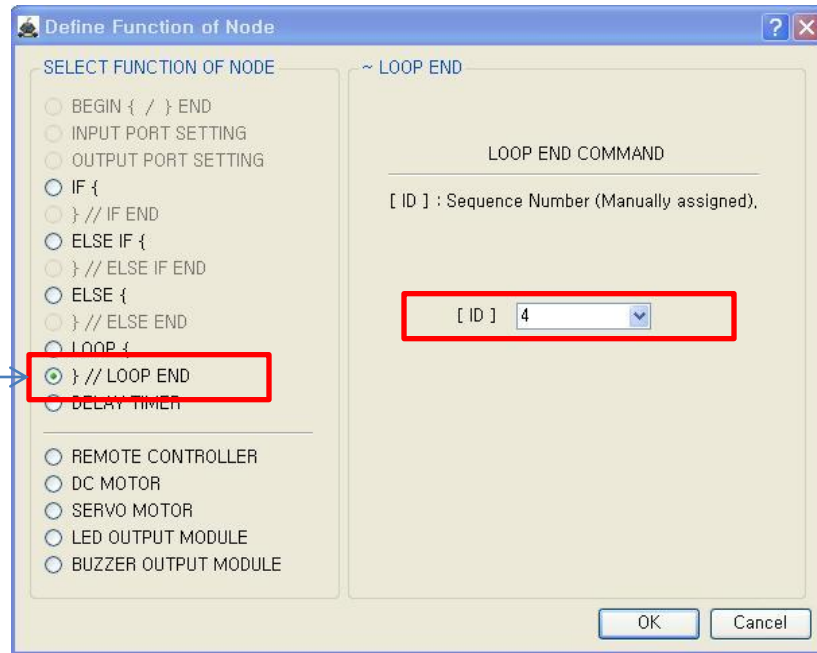 Define Function of Node
SELECT FUNCTION OF NODE
BEGIN { / } END
INPUT PORT SETTING
OUTPUT PORT SETTING
IF {
} // IF END
ELSE IF {
} // ELSE IF END
ELSE {
} // ELSE END
LOOP {
} // LOOP END
DELAY TIMER
REMOTE CONTROLLER
DC MOTOR
SERVO MOTOR
LED OUTPUT MODULE
BUZZER OUTPUT MODULE
~ LOOP END
LOOP END COMMAND
[ ID ] : Sequence Number (Manually assigned),
[ ID ] 4
OK Cancel